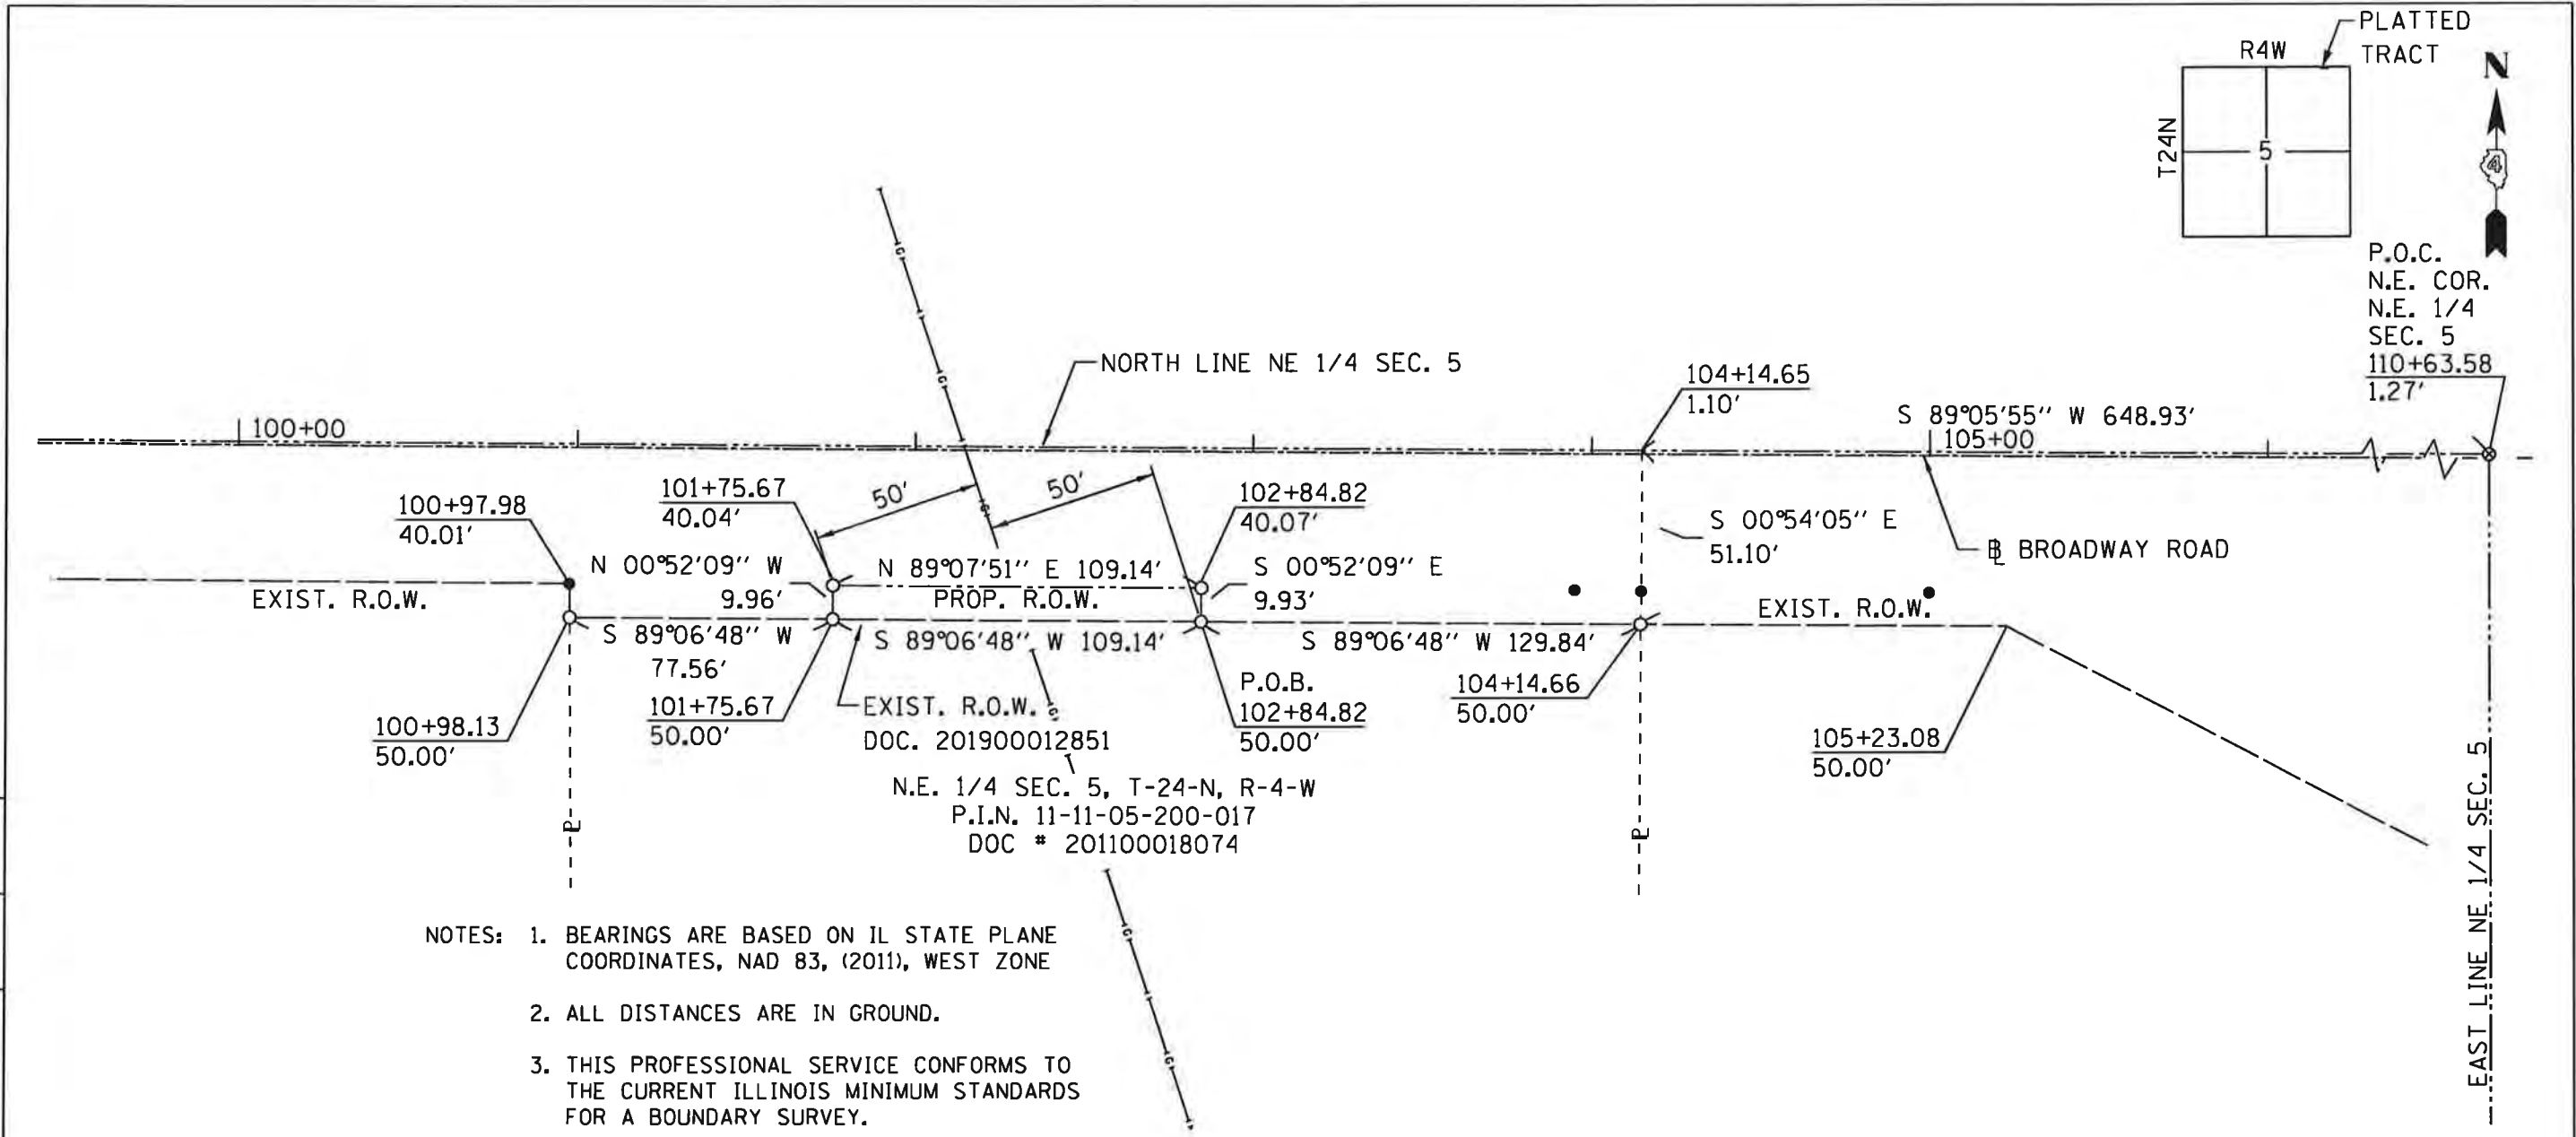 PLATTED
TRACT
R4W
T24N
5
N
4
P.O.C.
N.E. COR.
N.E. 1/4
SEC. 5
110+63.58
1.27'
NORTH LINE NE 1/4 SEC. 5
104+14.65
1.10'
S 89°05'55" W 648.93'
100+00
105+00
100+97.98
40.01'
101+75.67
40.04'
50'
50'
102+84.82
40.07'
S 00°54'05" E
51.10'
BROADWAY ROAD
N 00°52'09" W
9.96'
N 89°07'51" E 109.14'
PROP. R.O.W.
S 00°52'09" E
9.93'
EXIST. R.O.W.
EXIST. R.O.W.
S 89°06'48" W
77.56'
S 89°06'48" W 109.14'
S 89°06'48" W 129.84'
100+98.13
50.00'
101+75.67
50.00'
EXIST. R.O.W.
DOC. 201900012851
P.O.B.
102+84.82
50.00'
104+14.66
50.00'
105+23.08
50.00'
N.E. 1/4 SEC. 5, T-24-N, R-4-W
P.I.N. 11-11-05-200-017
DOC # 201100018074
EAST LINE NE 1/4 SEC. 5
NOTES: 1. BEARINGS ARE BASED ON IL STATE PLANE
COORDINATES, NAD 83, (2011), WEST ZONE
2. ALL DISTANCES ARE IN GROUND.
3. THIS PROFESSIONAL SERVICE CONFORMS TO
THE CURRENT ILLINOIS MINIMUM STANDARDS
FOR A BOUNDARY SURVEY.